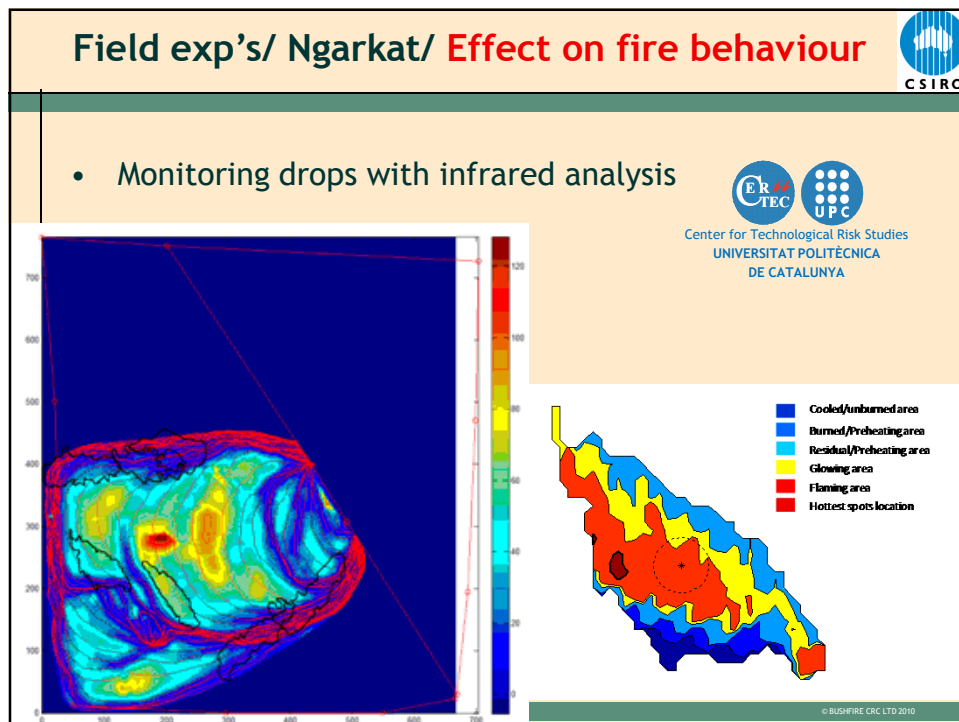 Field exp's/ Ngarkat/ Effect on fire behaviour
CSIRO
• Monitoring drops with infrared analysis
CERTEC
UPC
Center for Technological Risk Studies
UNIVERSITAT POLITÈCNICA
DE CATALUNYA
700
600
500
400
300
200
100
0
0
100
200
300
400
500
600
700
120
100
80
60
40
20
0
Cooled/unburned area
Burned/Preheating area
Residual/Preheating area
Glowing area
Flaming area
Hottest spots location
© BUSHFIRE CRC LTD 2010